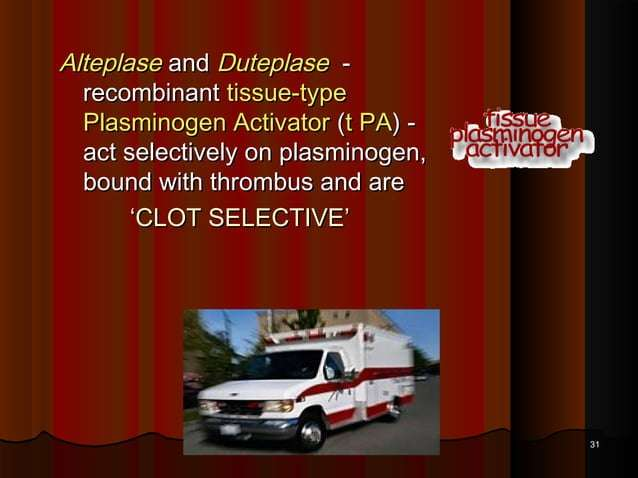 Alteplase and Duteplase -
recombinant tissue-type
Plasminogen Activator (t PA) -
act selectively on plasminogen,
bound with thrombus and are
‘CLOT SELECTIVE’
tissue
plasminogen
activator
31